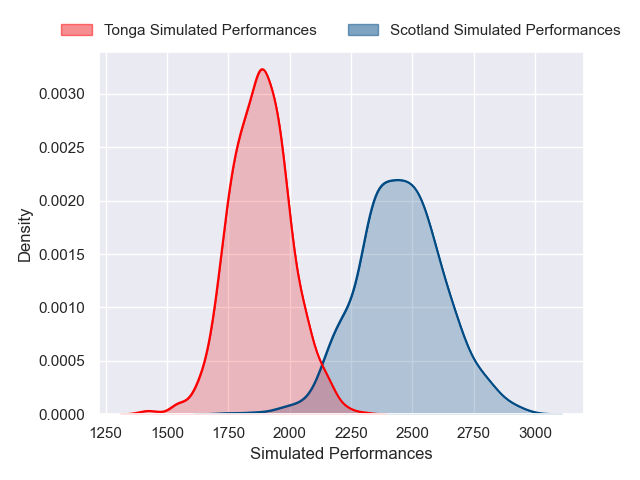 Tonga Simulated Performances
Scotland Simulated Performances
0.0030
0.0025
0.0020
0.0015
0.0010
0.0005
0.0000
Density
1250 1500 1750 2000 2250 2500 2750 3000
Simulated Performances